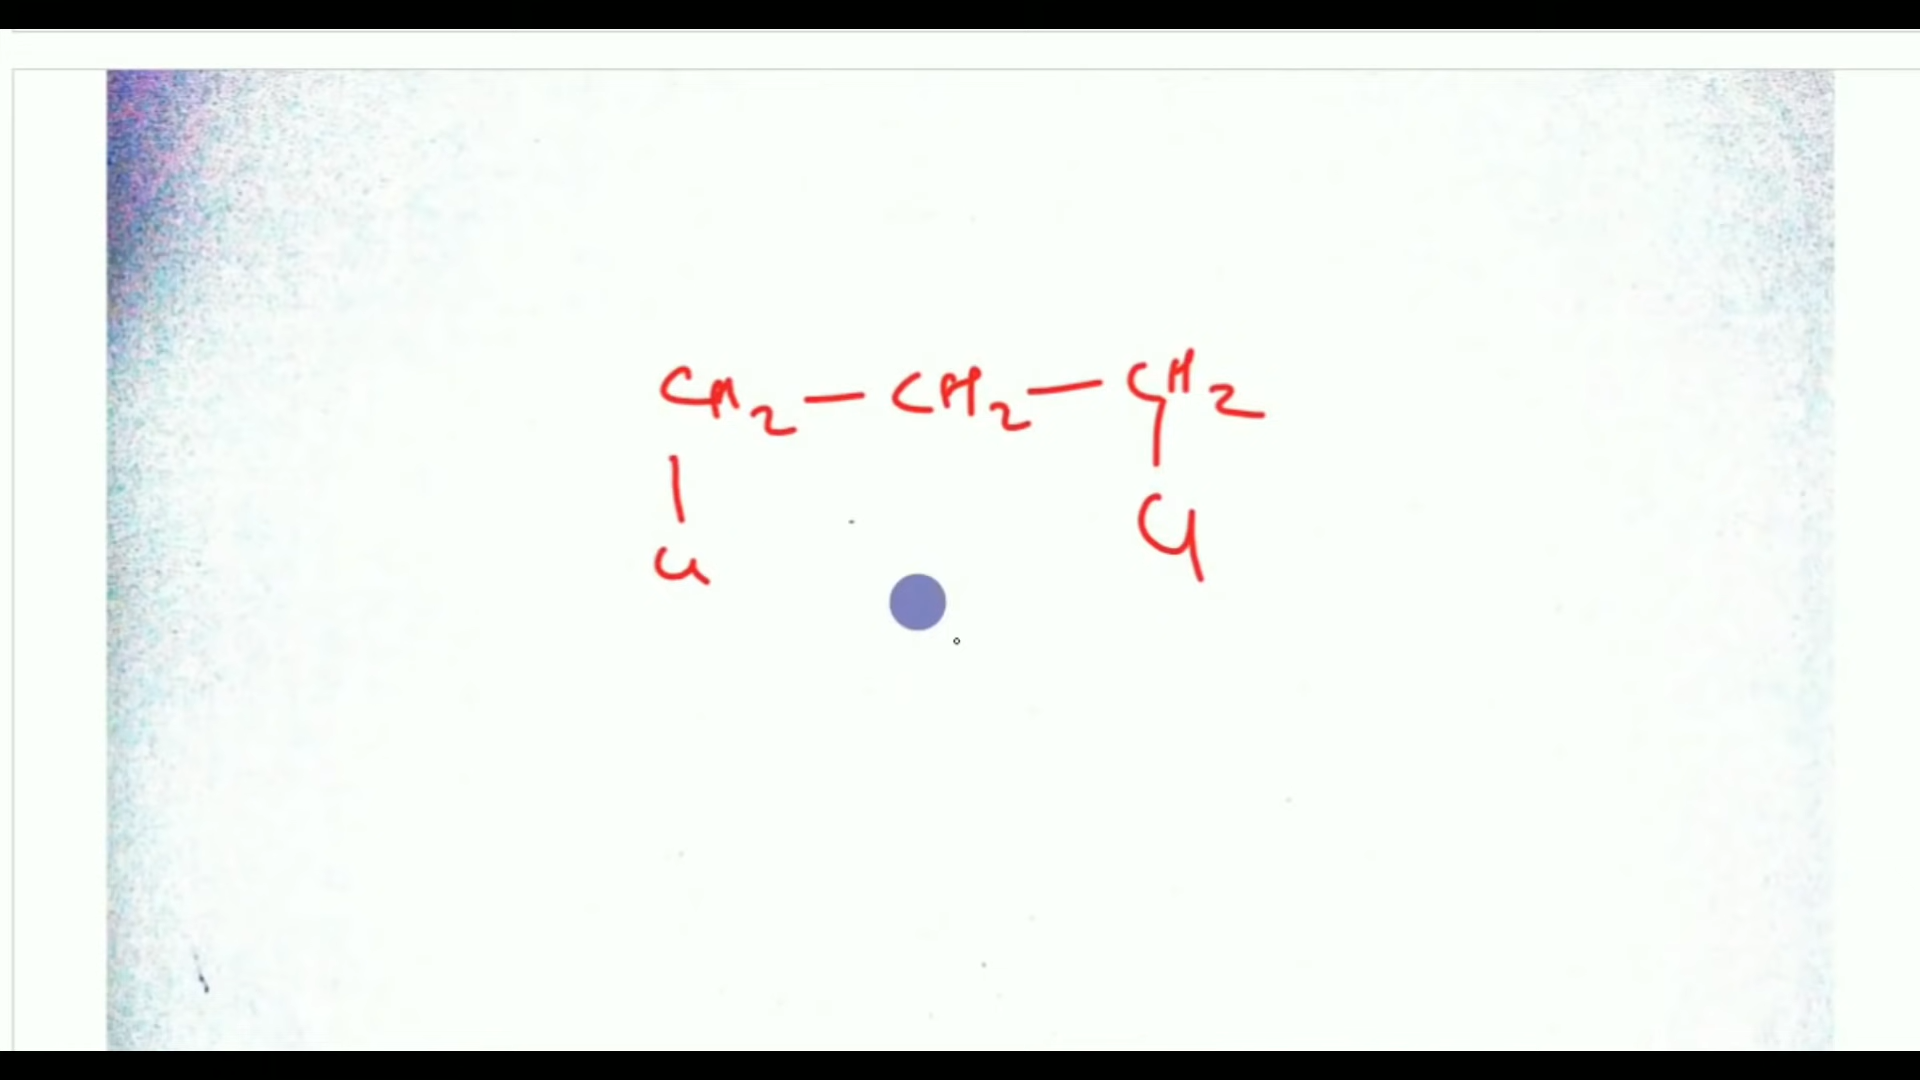 CH2 — CH2 — CH2
| |
Cl Cl